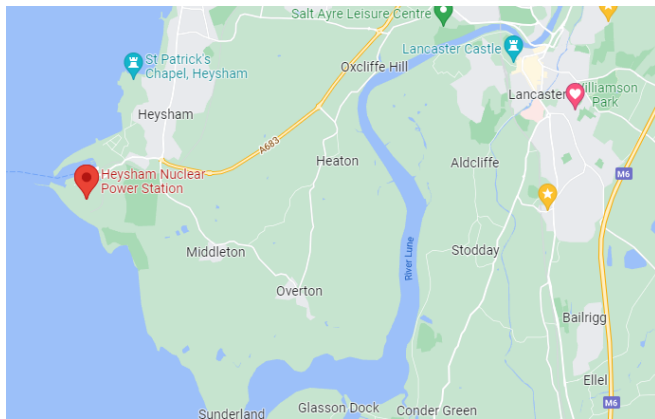 Salt Ayre Leisure Centre
St Patrick's
Chapel, Heysham
Lancaster Castle
Oxcliffe Hill
Heysham
Lancaster
Williamson
Park
A683
Heaton
Aldcliffe
M6
Heysham Nuclear
Power Station
Middleton
River Lune
Stodday
Overton
Bailrigg
Ellel
M6
Sunderland
Glasson Dock
Conder Green